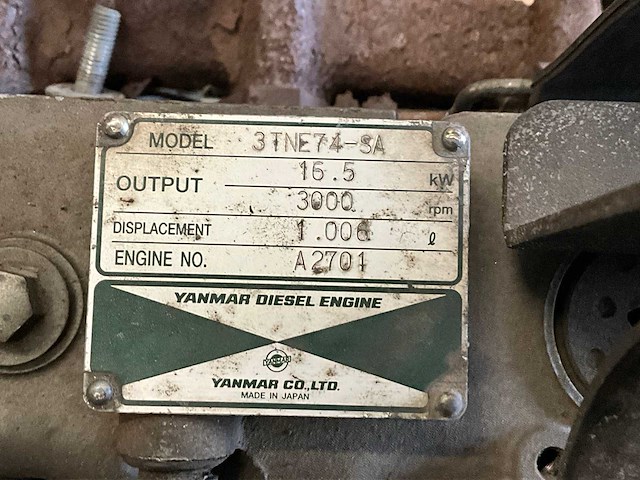 MODEL 3TNE74-SA
OUTPUT 16.5 kW
3000 rpm
DISPLACEMENT 1.006 ℓ
ENGINE NO. A2701
YANMAR DIESEL ENGINE
YANMAR
YANMAR CO.,LTD.
MADE IN JAPAN